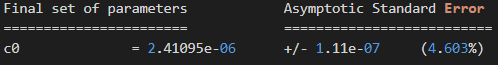 Final set of parameters            Asymptotic Standard Error
=======================            ==========================
c0              = 2.41095e-06      +/- 1.11e-07     (4.603%)